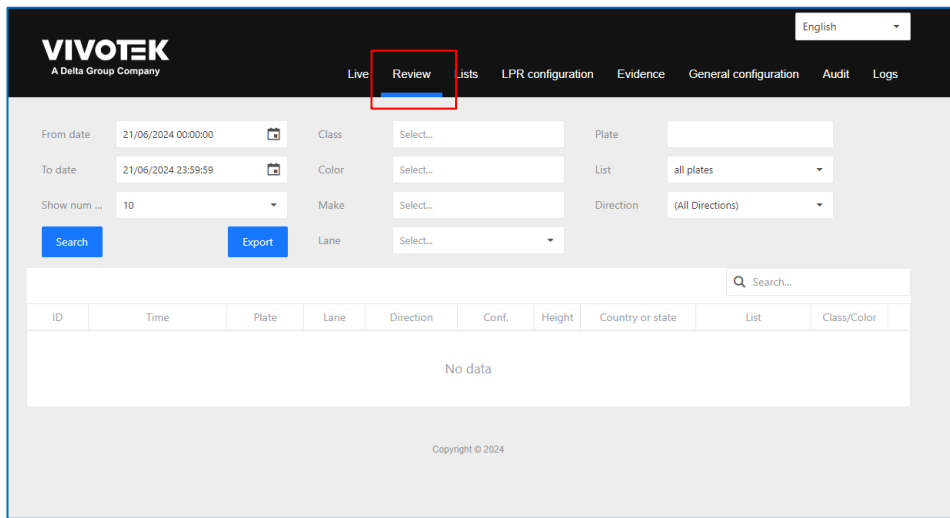 English
VIVOTEK
A Delta Group Company
Live Review Lists LPR configuration Evidence General configuration Audit Logs
From date 21/06/2024 00:00:00 Class Select... Plate
To date 21/06/2024 23:59:59 Color Select... List all plates
Show num ... 10 Make Select... Direction (All Directions)
Search Export Lane Select...
Search...
ID Time Plate Lane Direction Conf. Height Country or state List Class/Color
No data
Copyright © 2024